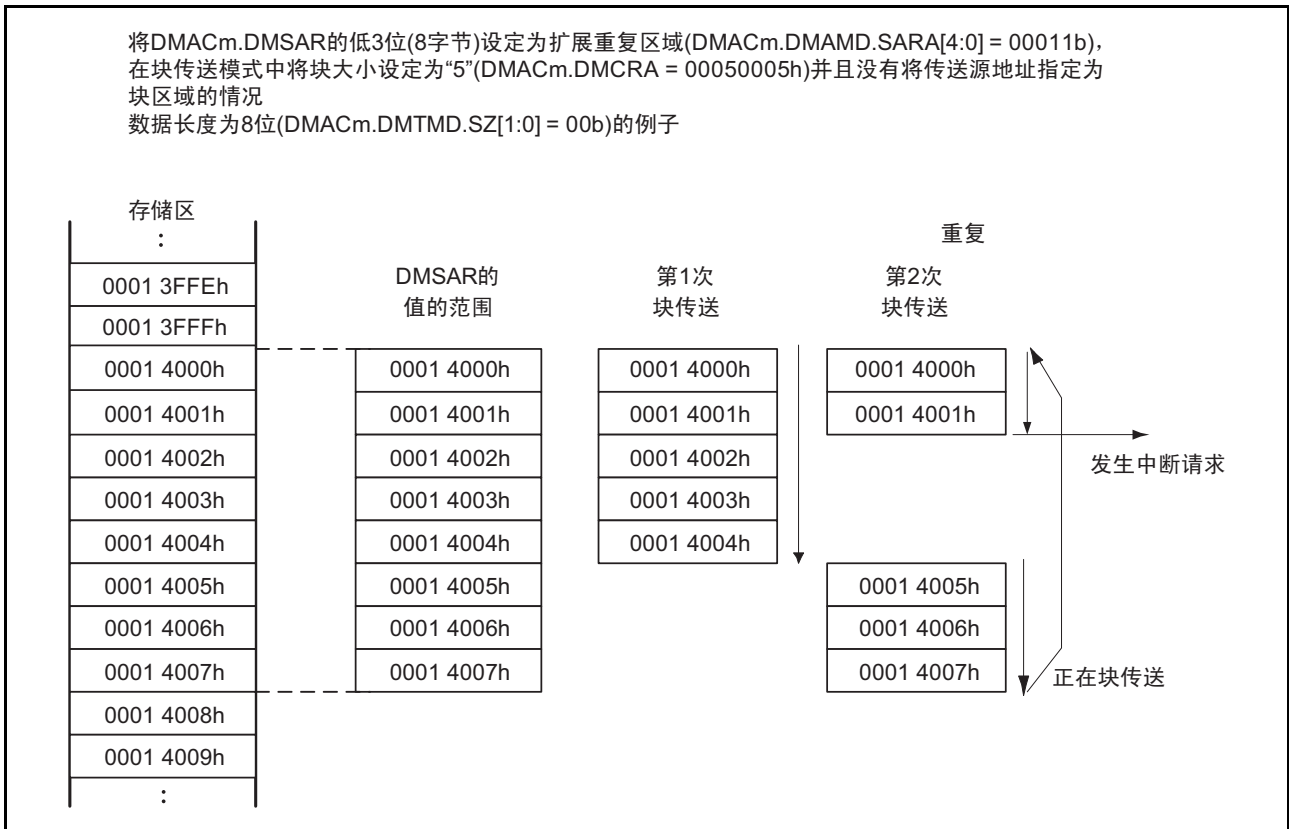 将DMACm.DMSAR的低3位(8字节)设定为扩展重复区域(DMACm.DMAMD.SARA[4:0] = 00011b)，
在块传送模式中将块大小设定为“5”(DMACm.DMCRA = 00050005h)并且没有将传送源地址指定为
块区域的情况
数据长度为8位(DMACm.DMTMD.SZ[1:0] = 00b)的例子
存储区
:
0001 3FFEh
0001 3FFFh
0001 4000h
0001 4001h
0001 4002h
0001 4003h
0001 4004h
0001 4005h
0001 4006h
0001 4007h
0001 4008h
0001 4009h
:
DMSAR的
值的范围
0001 4000h
0001 4001h
0001 4002h
0001 4003h
0001 4004h
0001 4005h
0001 4006h
0001 4007h
第1次
块传送
0001 4000h
0001 4001h
0001 4002h
0001 4003h
0001 4004h
重复
第2次
块传送
0001 4000h
0001 4001h
发生中断请求
0001 4005h
0001 4006h
0001 4007h
正在块传送